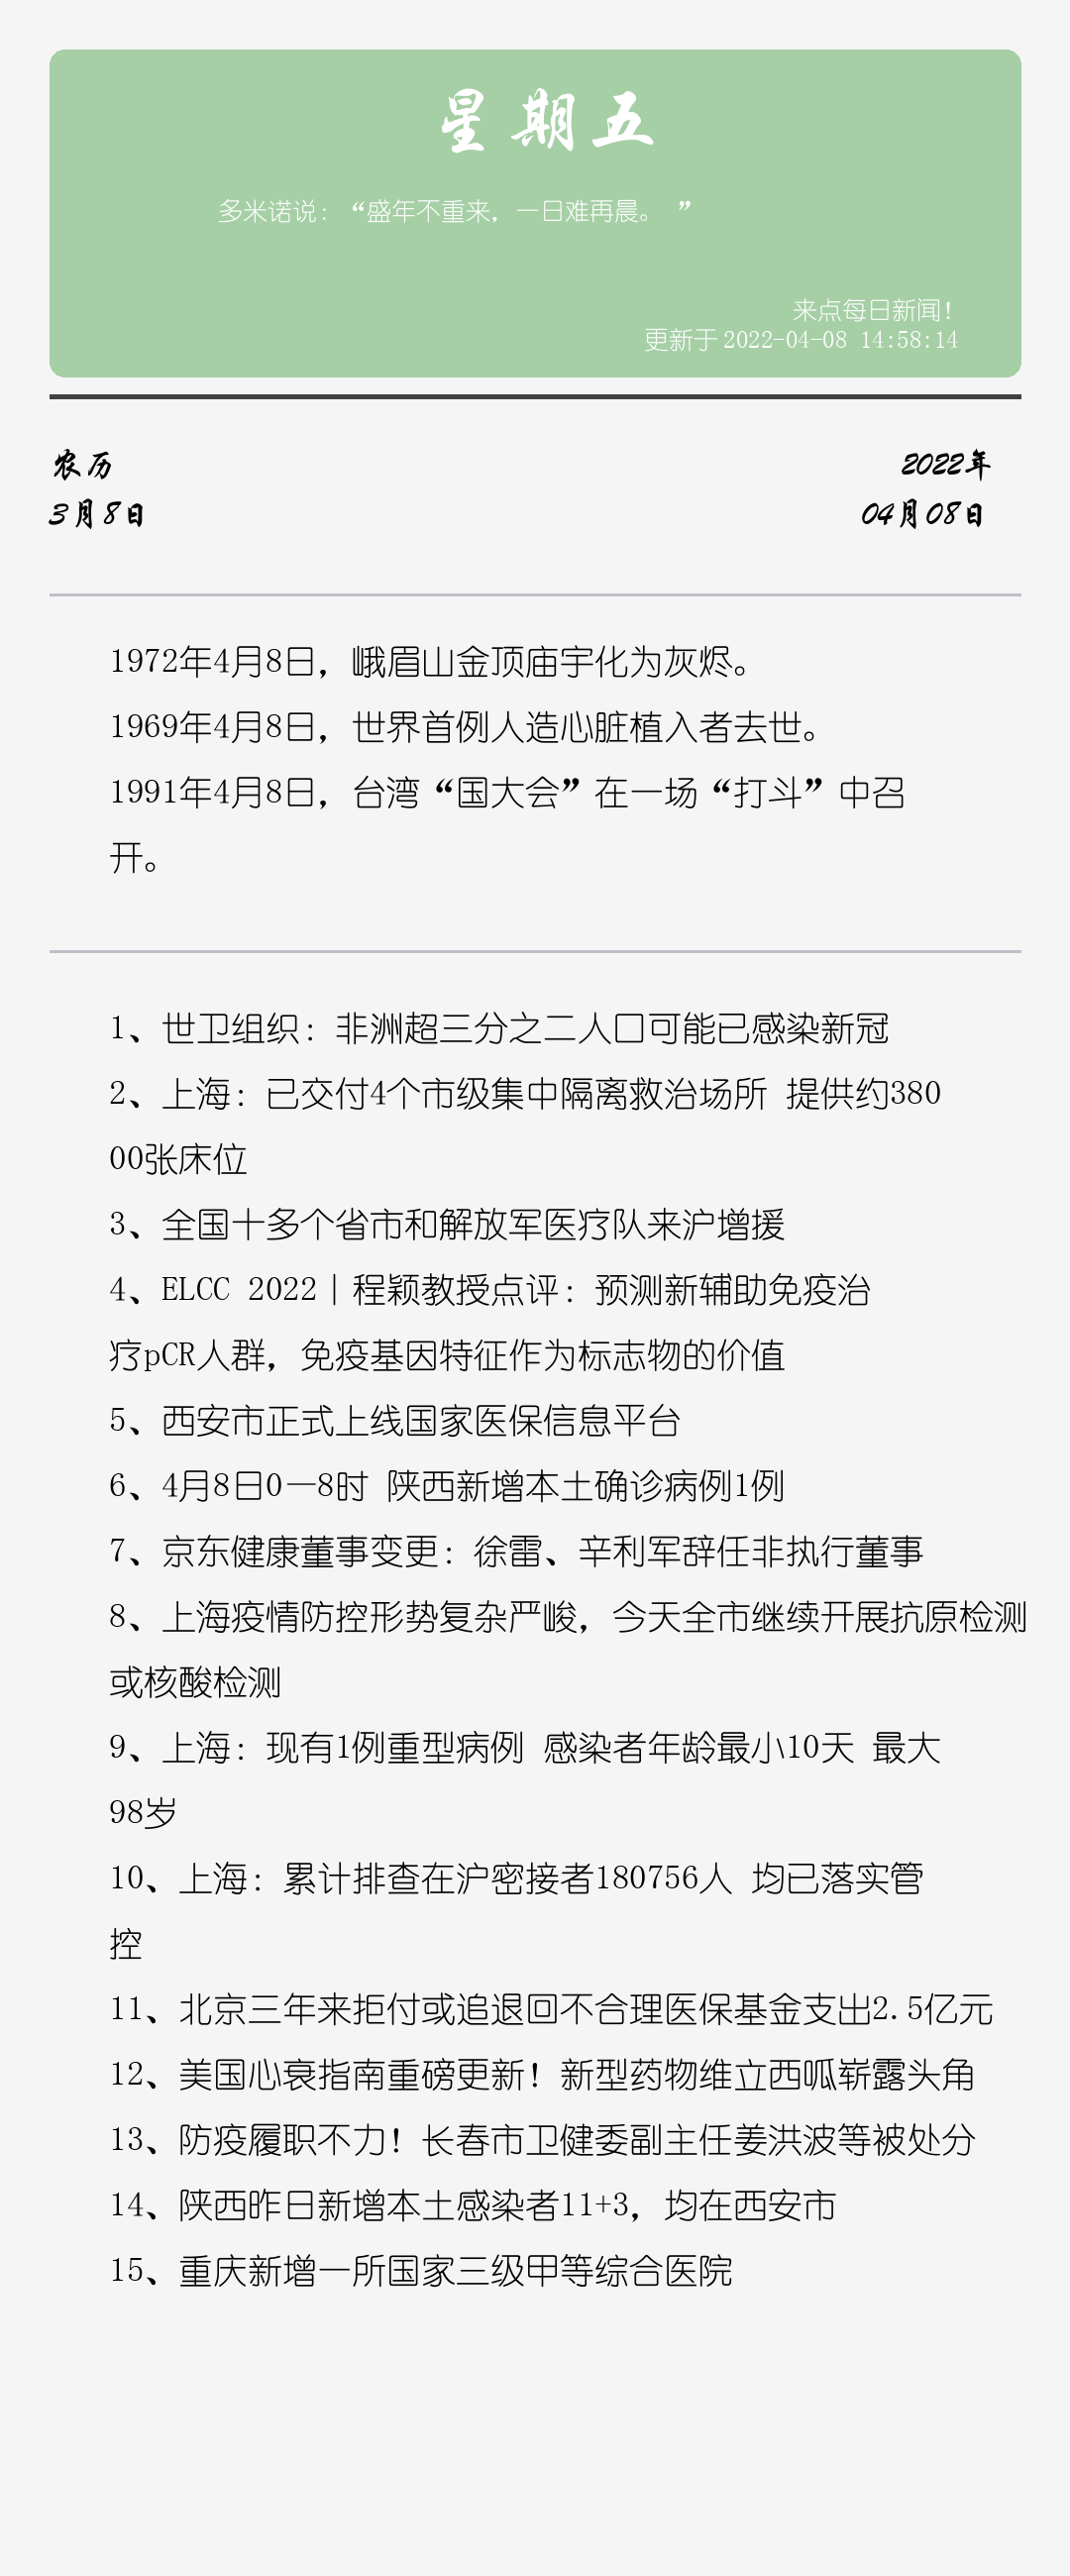 星期五
多米诺说：“盛年不重来，一日难再晨。 ”
来点每日新闻！
更新于2022-04-08 14:58:14
农历
2022年
3月8日
04月08日
1972年4月8日，峨眉山金顶庙宇化为灰烬。
1969年4月8日，世界首例人造心脏植入者去世。
1991年4月8日，台湾“国大会”在一场“打斗”中召
开。
1、世卫组织：非洲超三分之二人口可能已感染新冠
2、上海：已交付4个市级集中隔离救治场所 提供约380
00张床位
3、全国十多个省市和解放军医疗队来沪增援
4、ELCC 2022｜程颖教授点评：预测新辅助免疫治
疗pCR人群，免疫基因特征作为标志物的价值
5、西安市正式上线国家医保信息平台
6、4月8日0—8时 陕西新增本土确诊病例1例
7、京东健康董事变更：徐雷、辛利军辞任非执行董事
8、上海疫情防控形势复杂严峻，今天全市继续开展抗原检测
或核酸检测
9、上海：现有1例重型病例 感染者年龄最小10天 最大
98岁
10、上海：累计排查在沪密接者180756人 均已落实管
控
11、北京三年来拒付或追退回不合理医保基金支出2.5亿元
12、美国心衰指南重磅更新！新型药物维立西呱崭露头角
13、防疫履职不力！长春市卫健委副主任姜洪波等被处分
14、陕西昨日新增本土感染者11+3，均在西安市
15、重庆新增一所国家三级甲等综合医院